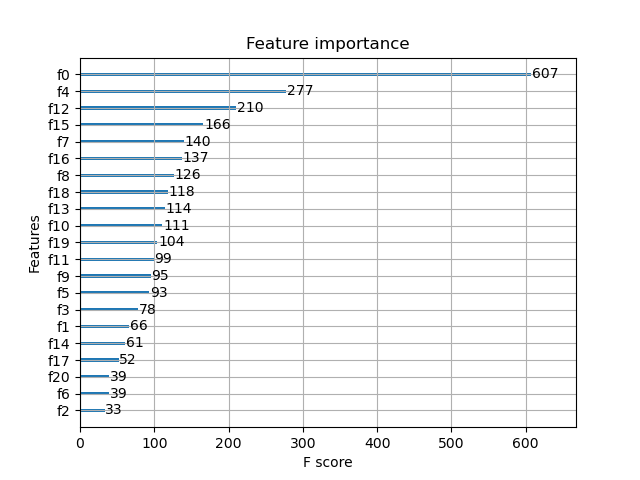 Feature importance
Features
f0 607
f4 277
f12 210
f15 166
f7 140
f16 137
f8 126
f18 118
f13 114
f10 111
f19 104
f11 99
f9 95
f5 93
f3 78
f1 66
f14 61
f17 52
f20 39
f6 39
f2 33
0 100 200 300 400 500 600
F score